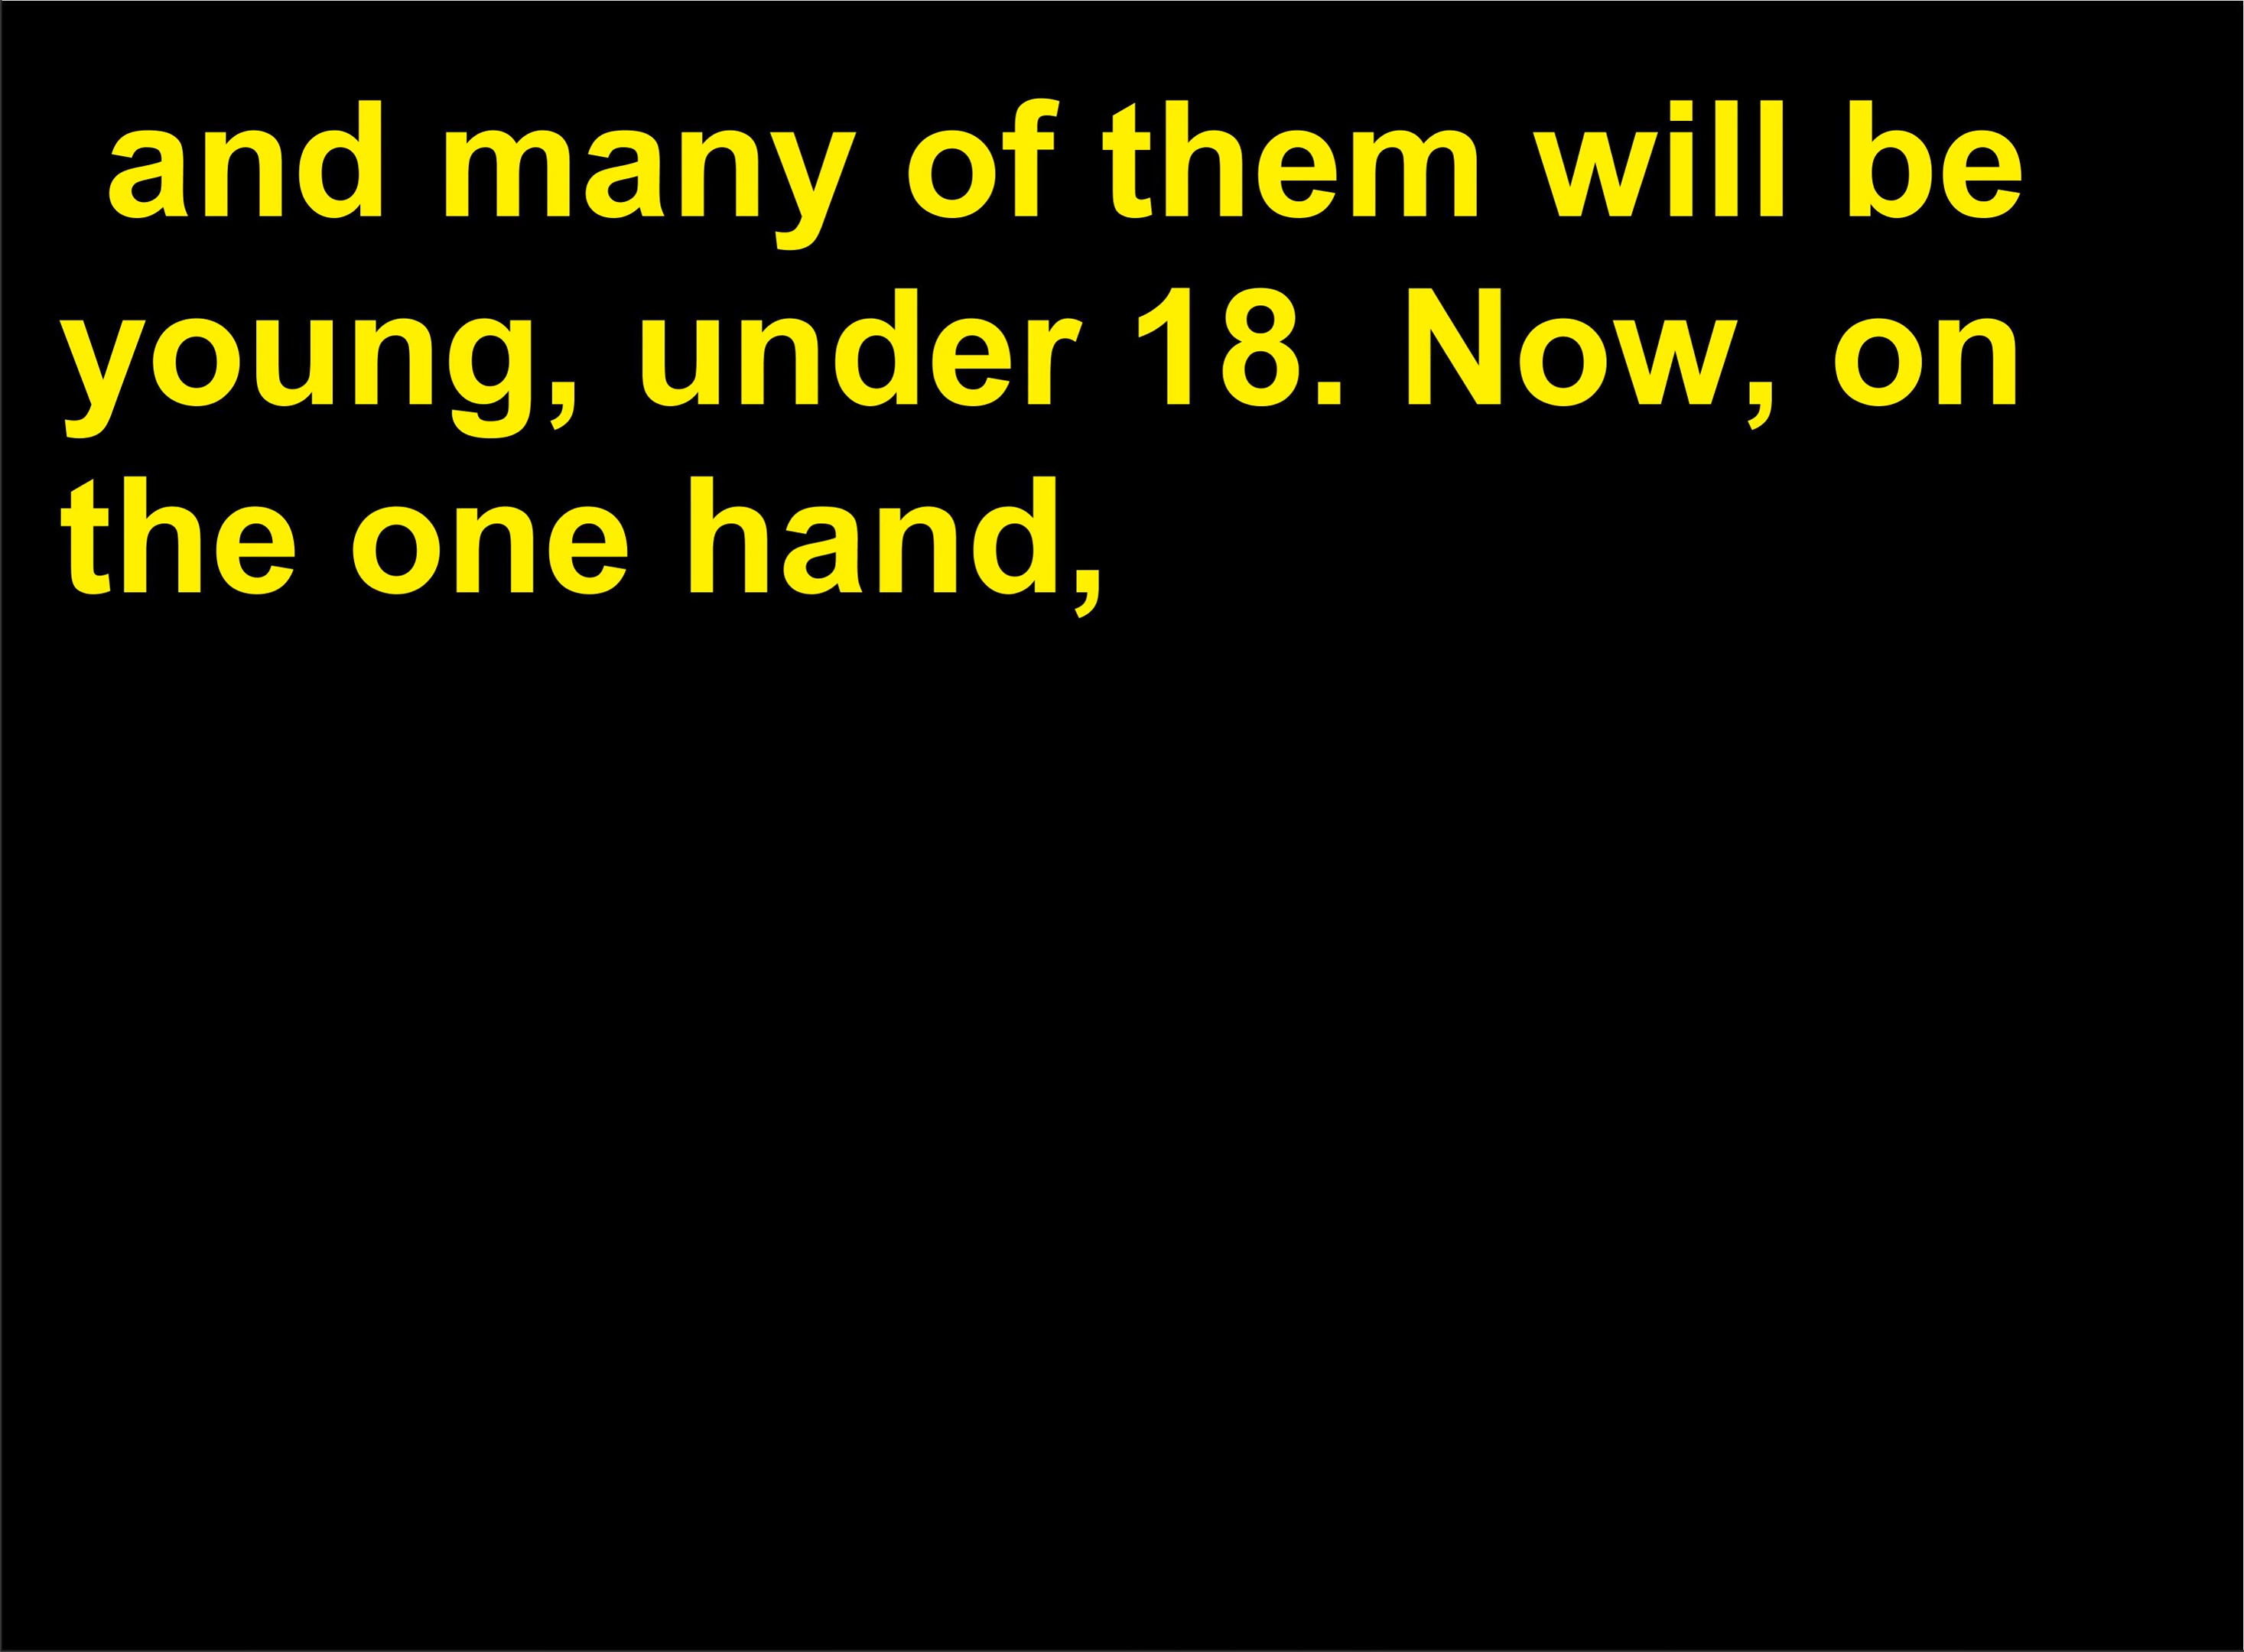 and many of them will be
young, under 18. Now, on
the one hand,